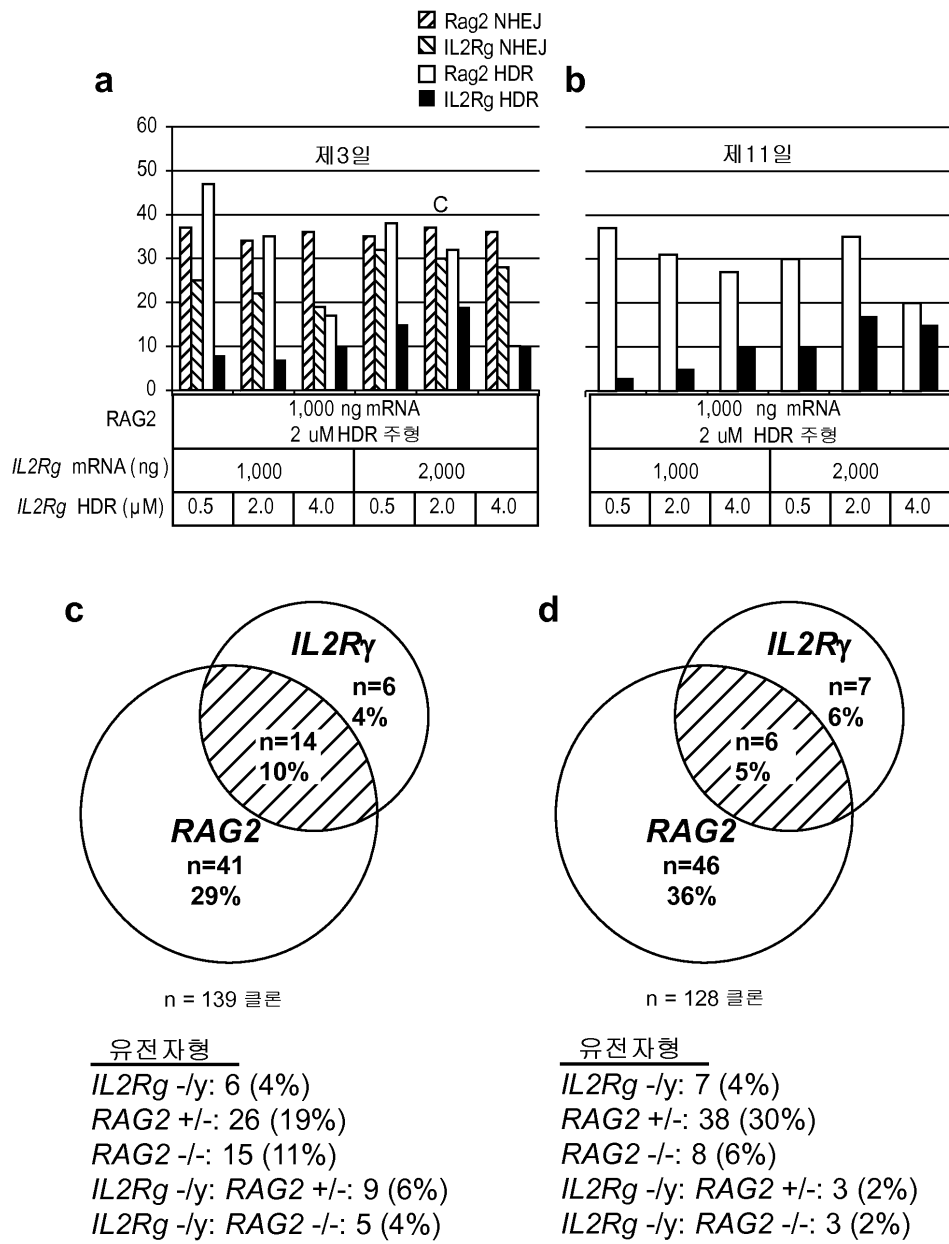 Rag2 NHEJ
IL2Rg NHEJ
Rag2 HDR
IL2Rg HDR
a
b
60
50
40
30
20
10
0
제3일
C
제11일
RAG2
1,000 ng mRNA
2 uM HDR 주형
1,000 ng mRNA
2 uM HDR 주형
IL2Rg mRNA (ng)
1,000
2,000
1,000
2,000
IL2Rg HDR (µM)
0.5
2.0
4.0
0.5
2.0
4.0
0.5
2.0
4.0
0.5
2.0
4.0
c
IL2Rγ
n=6
4%
n=14
10%
RAG2
n=41
29%
n = 139 클론
유전자형
IL2Rg -/y: 6 (4%)
RAG2 +/-: 26 (19%)
RAG2 -/-: 15 (11%)
IL2Rg -/y: RAG2 +/-: 9 (6%)
IL2Rg -/y: RAG2 -/-: 5 (4%)
d
IL2Rγ
n=7
6%
n=6
5%
RAG2
n=46
36%
n = 128 클론
유전자형
IL2Rg -/y: 7 (4%)
RAG2 +/-: 38 (30%)
RAG2 -/-: 8 (6%)
IL2Rg -/y: RAG2 +/-: 3 (2%)
IL2Rg -/y: RAG2 -/-: 3 (2%)